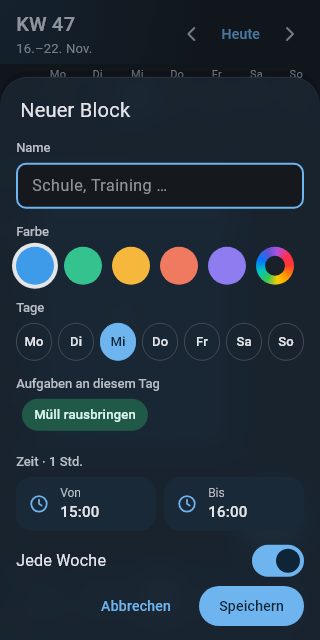 KW 47
16.–22. Nov.
Heute
Mo Di Mi Do Fr Sa So
Neuer Block
Name
Schule, Training …
Farbe
Tage
Mo Di Mi Do Fr Sa So
Aufgaben an diesem Tag
Müll rausbringen
Zeit · 1 Std.
Von Bis
15:00 16:00
Jede Woche
Abbrechen Speichern